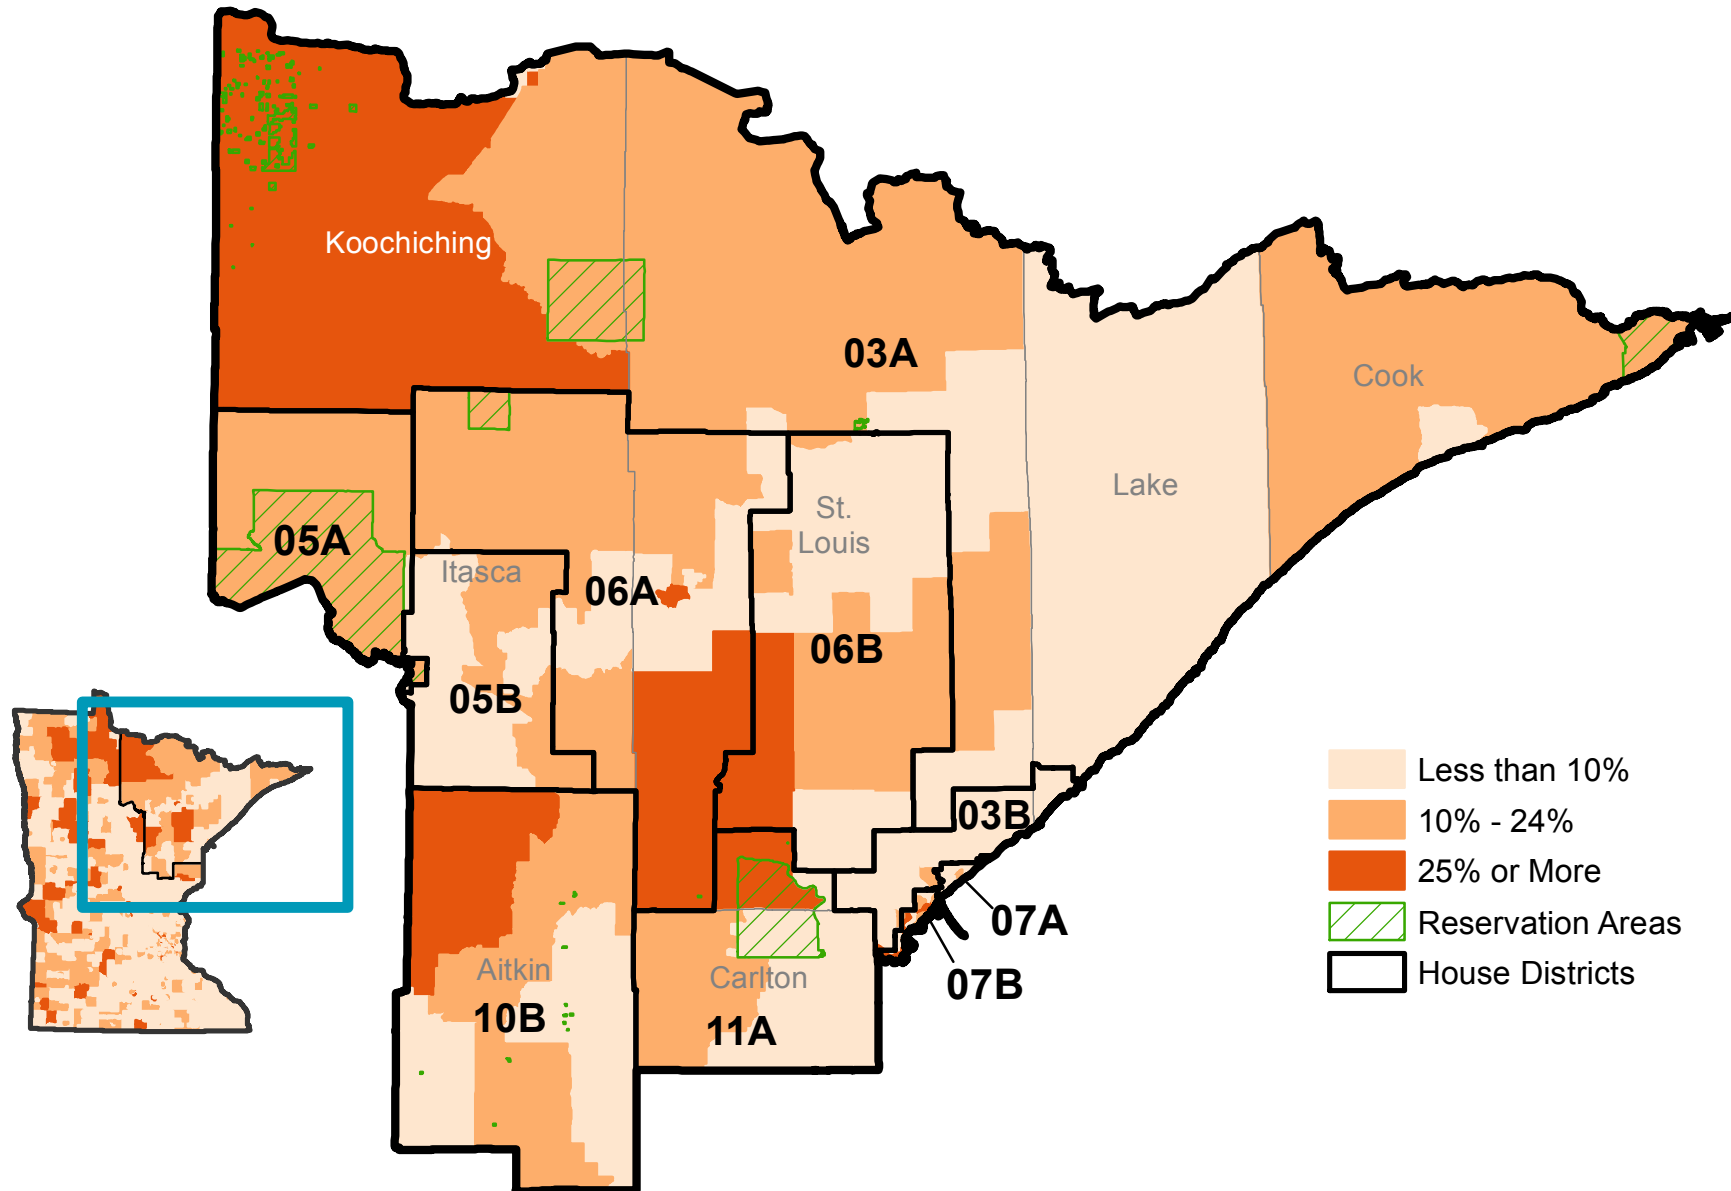 Koochiching
03A
Cook
Lake
St.
Louis
05A
Itasca
06A
06B
05B
03B
07A
07B
Aitkin
10B
Carlton
11A
Less than 10%
10% - 24%
25% or More
Reservation Areas
House Districts